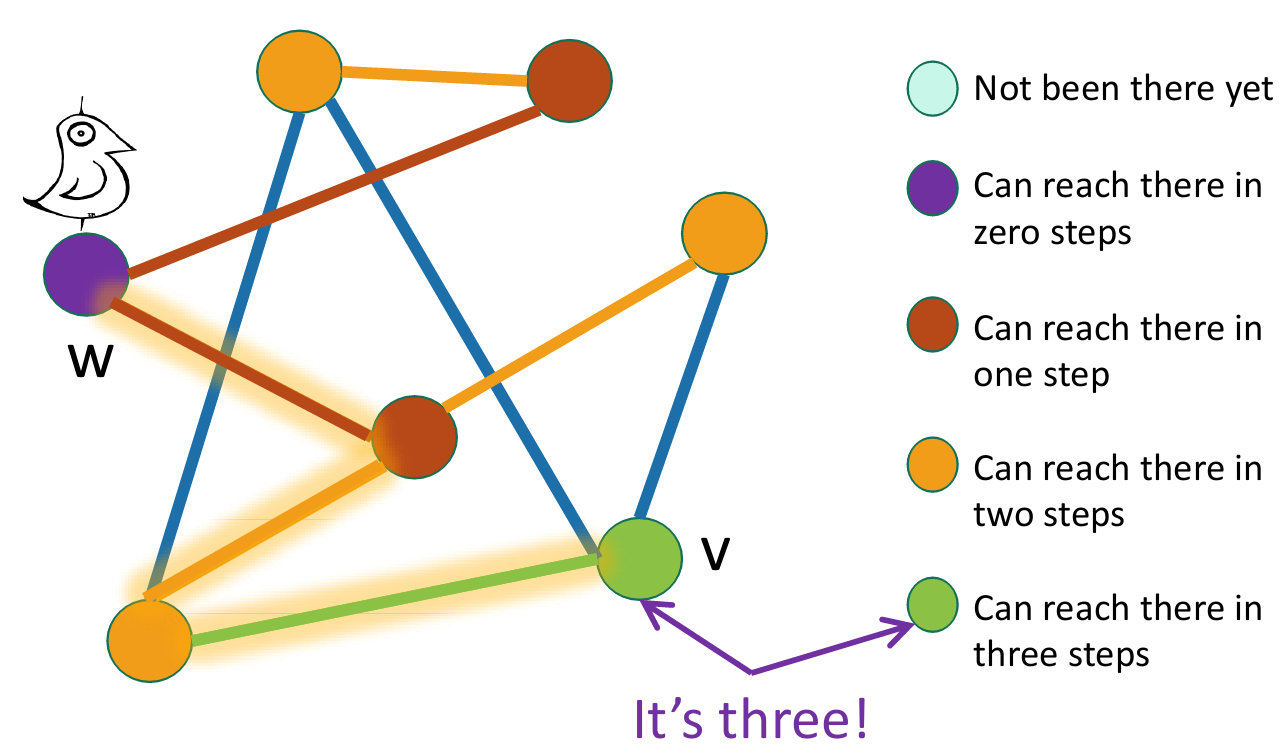 Not been there yet
Can reach there in
zero steps
w
Can reach there in
one step
Can reach there in
two steps
v
Can reach there in
three steps
It's three!